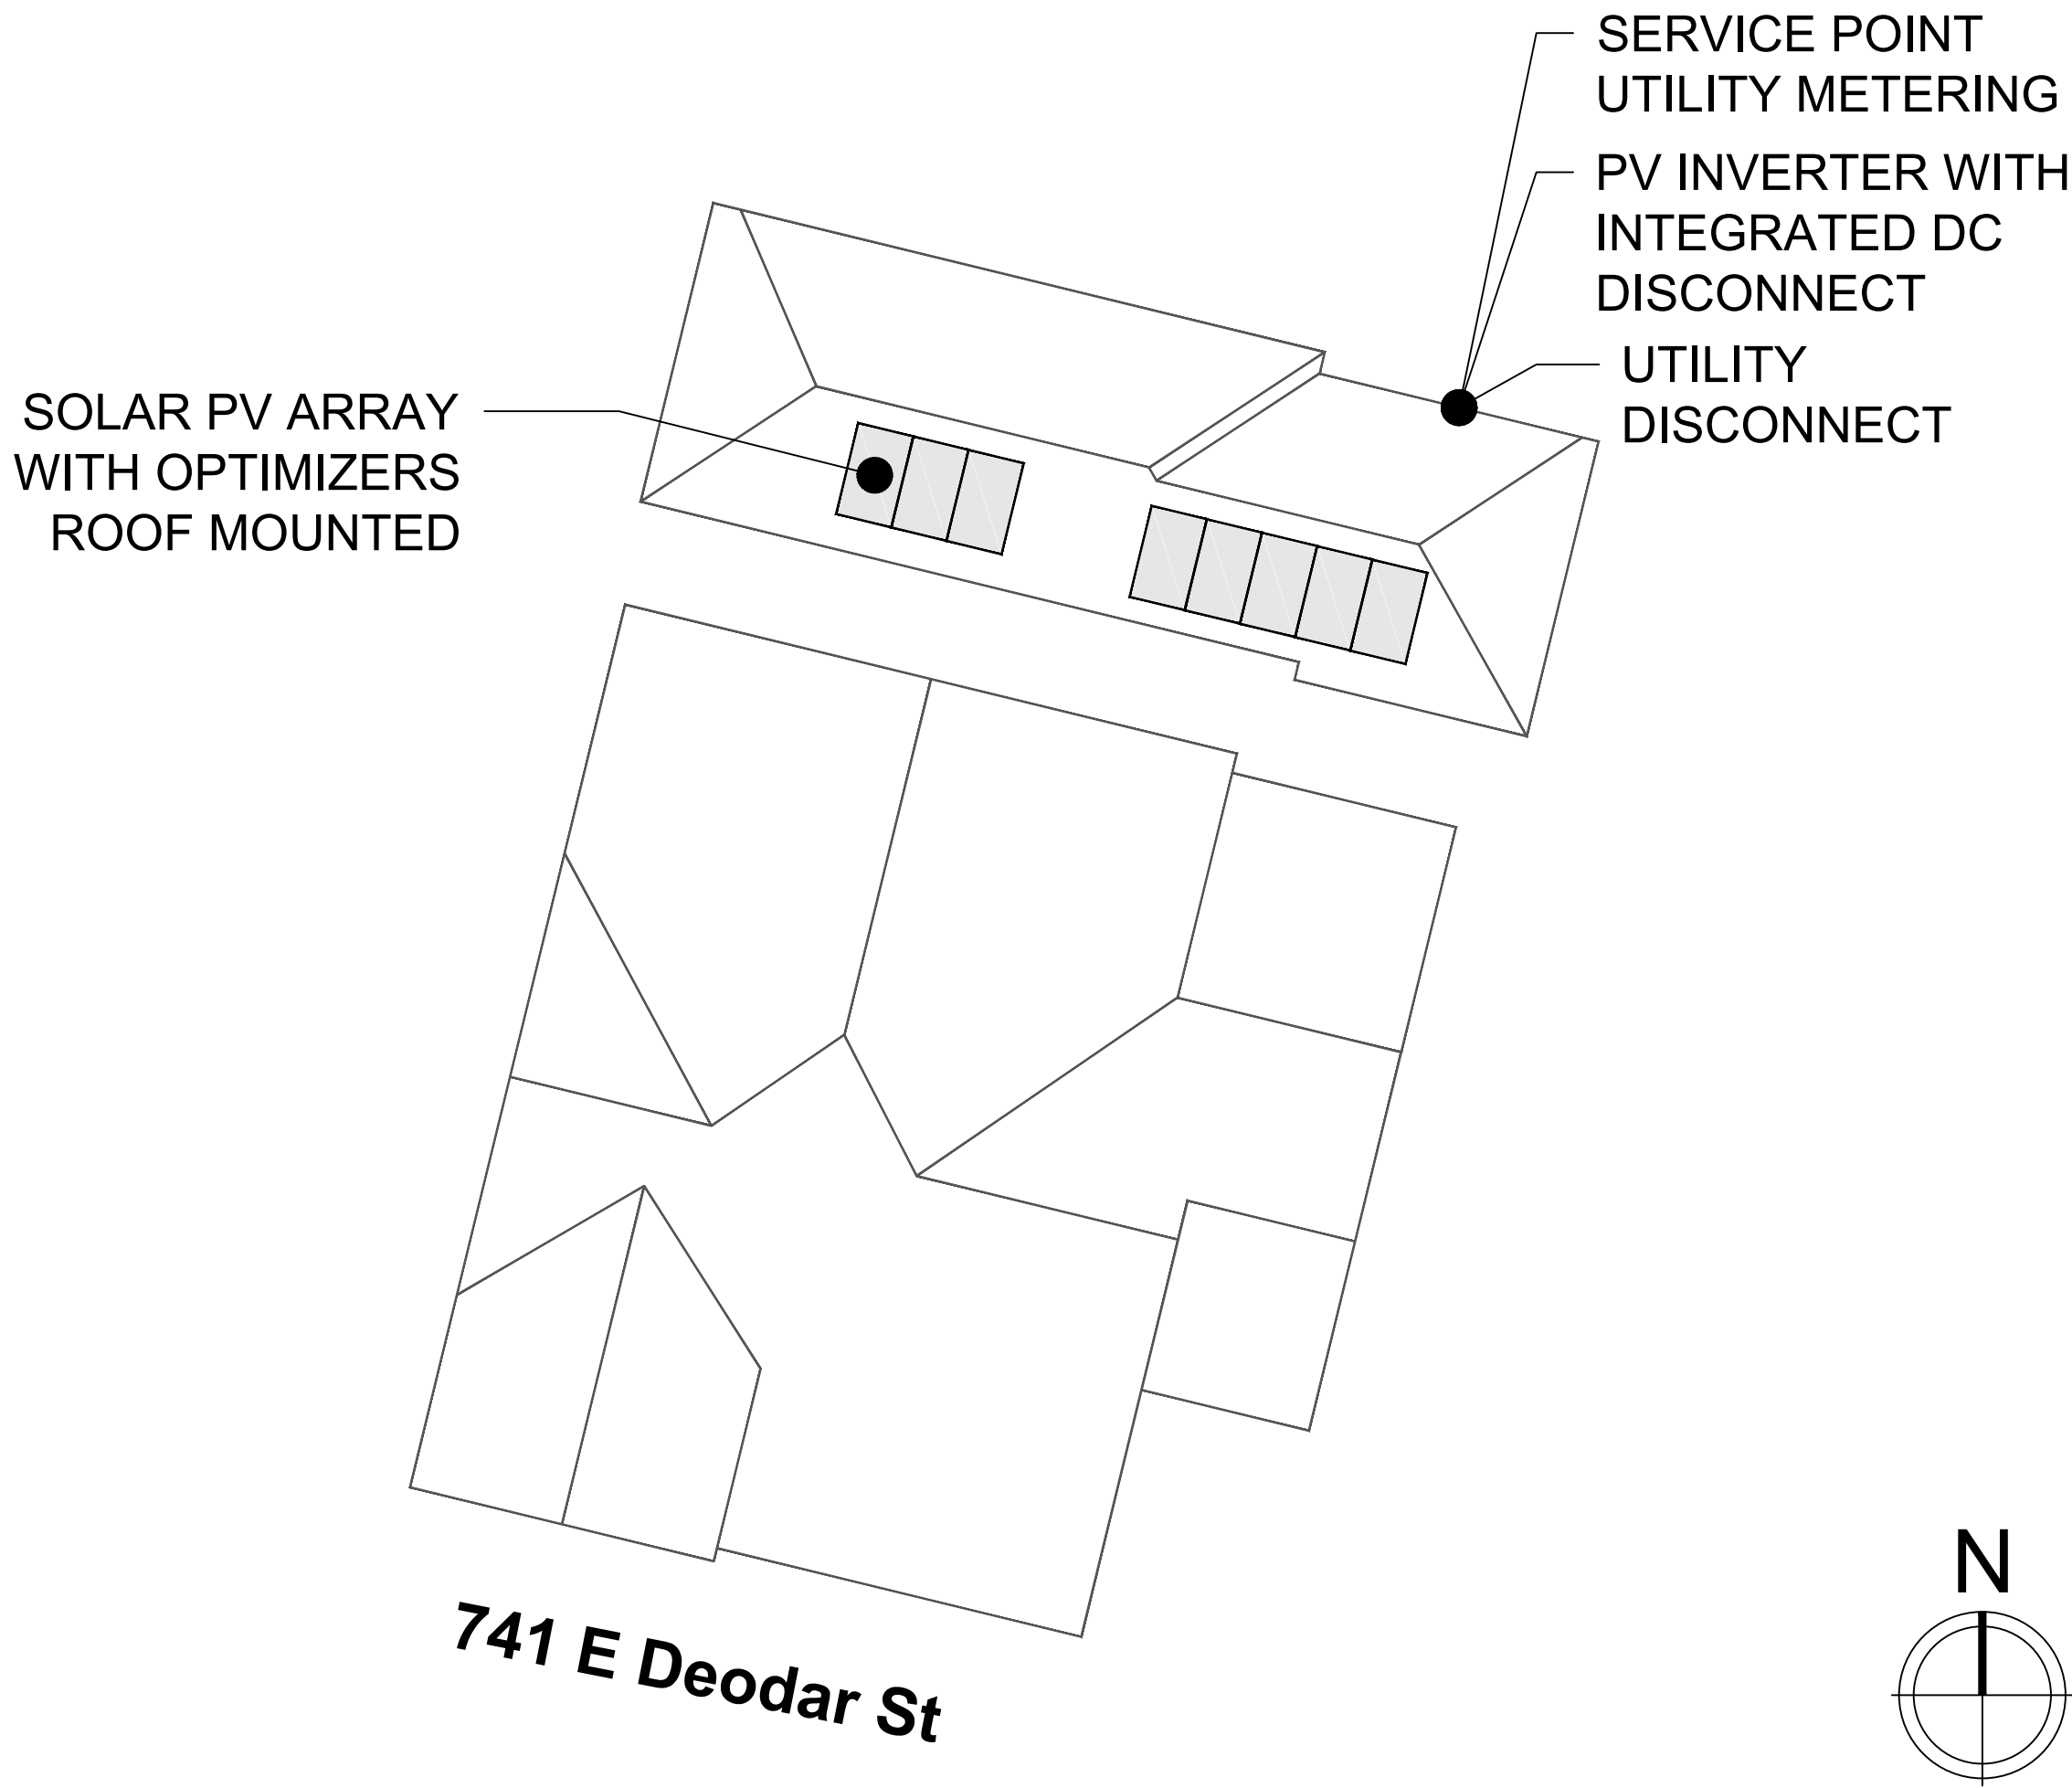 SERVICE POINT
UTILITY METERING
PV INVERTER WITH
INTEGRATED DC
DISCONNECT
UTILITY
DISCONNECT
SOLAR PV ARRAY
WITH OPTIMIZERS
ROOF MOUNTED
741 E Deodar St
N